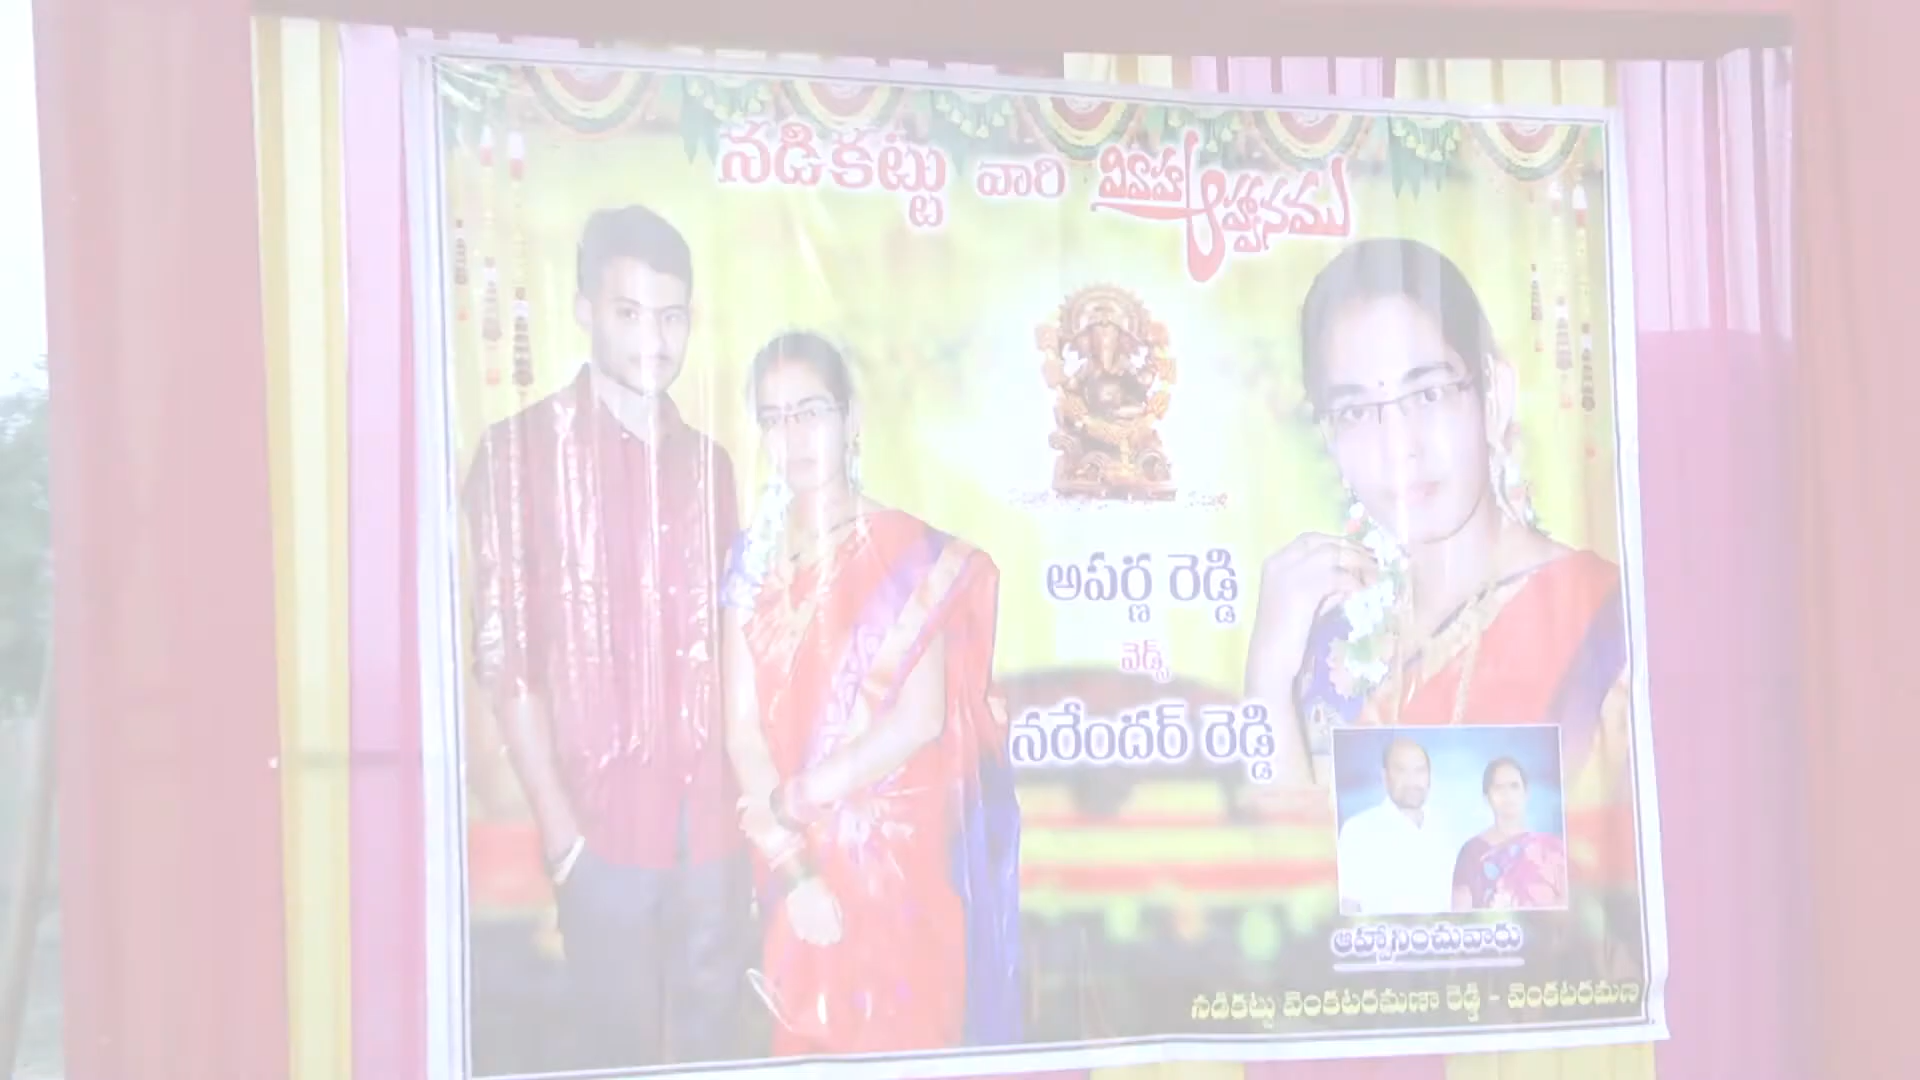 నడికట్టు వారి వివాహ ఆహ్వానము
అపర్ణ రెడ్డి
వెడ్స్
నరేందర్ రెడ్డి
ఆహ్వానించువారు
నడికట్టు వెంకటరమణా రెడ్డి - వెంకటరమణ